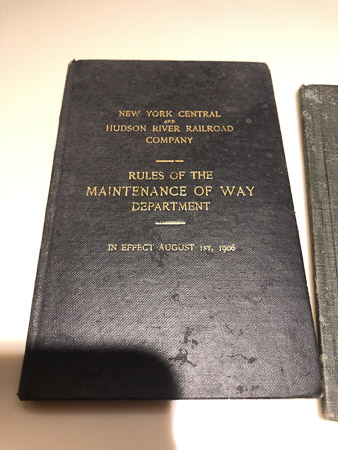 NEW YORK CENTRAL
AND
HUDSON RIVER RAILROAD
COMPANY
RULES OF THE
MAINTENANCE OF WAY
DEPARTMENT
IN EFFECT AUGUST 1ST, 1906